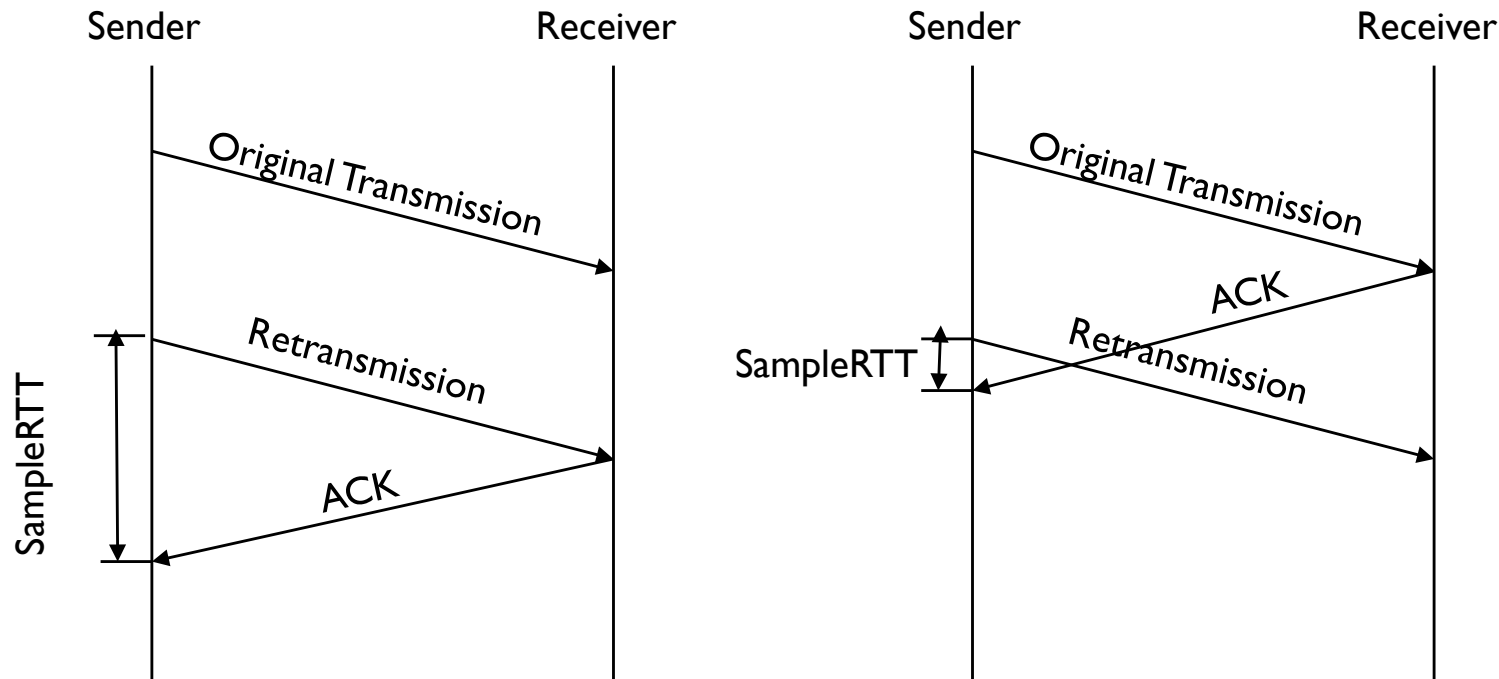 Sender
Receiver
Original Transmission
Retransmission
SampleRTT
ACK
Sender
Receiver
Original Transmission
ACK
SampleRTT
Retransmission